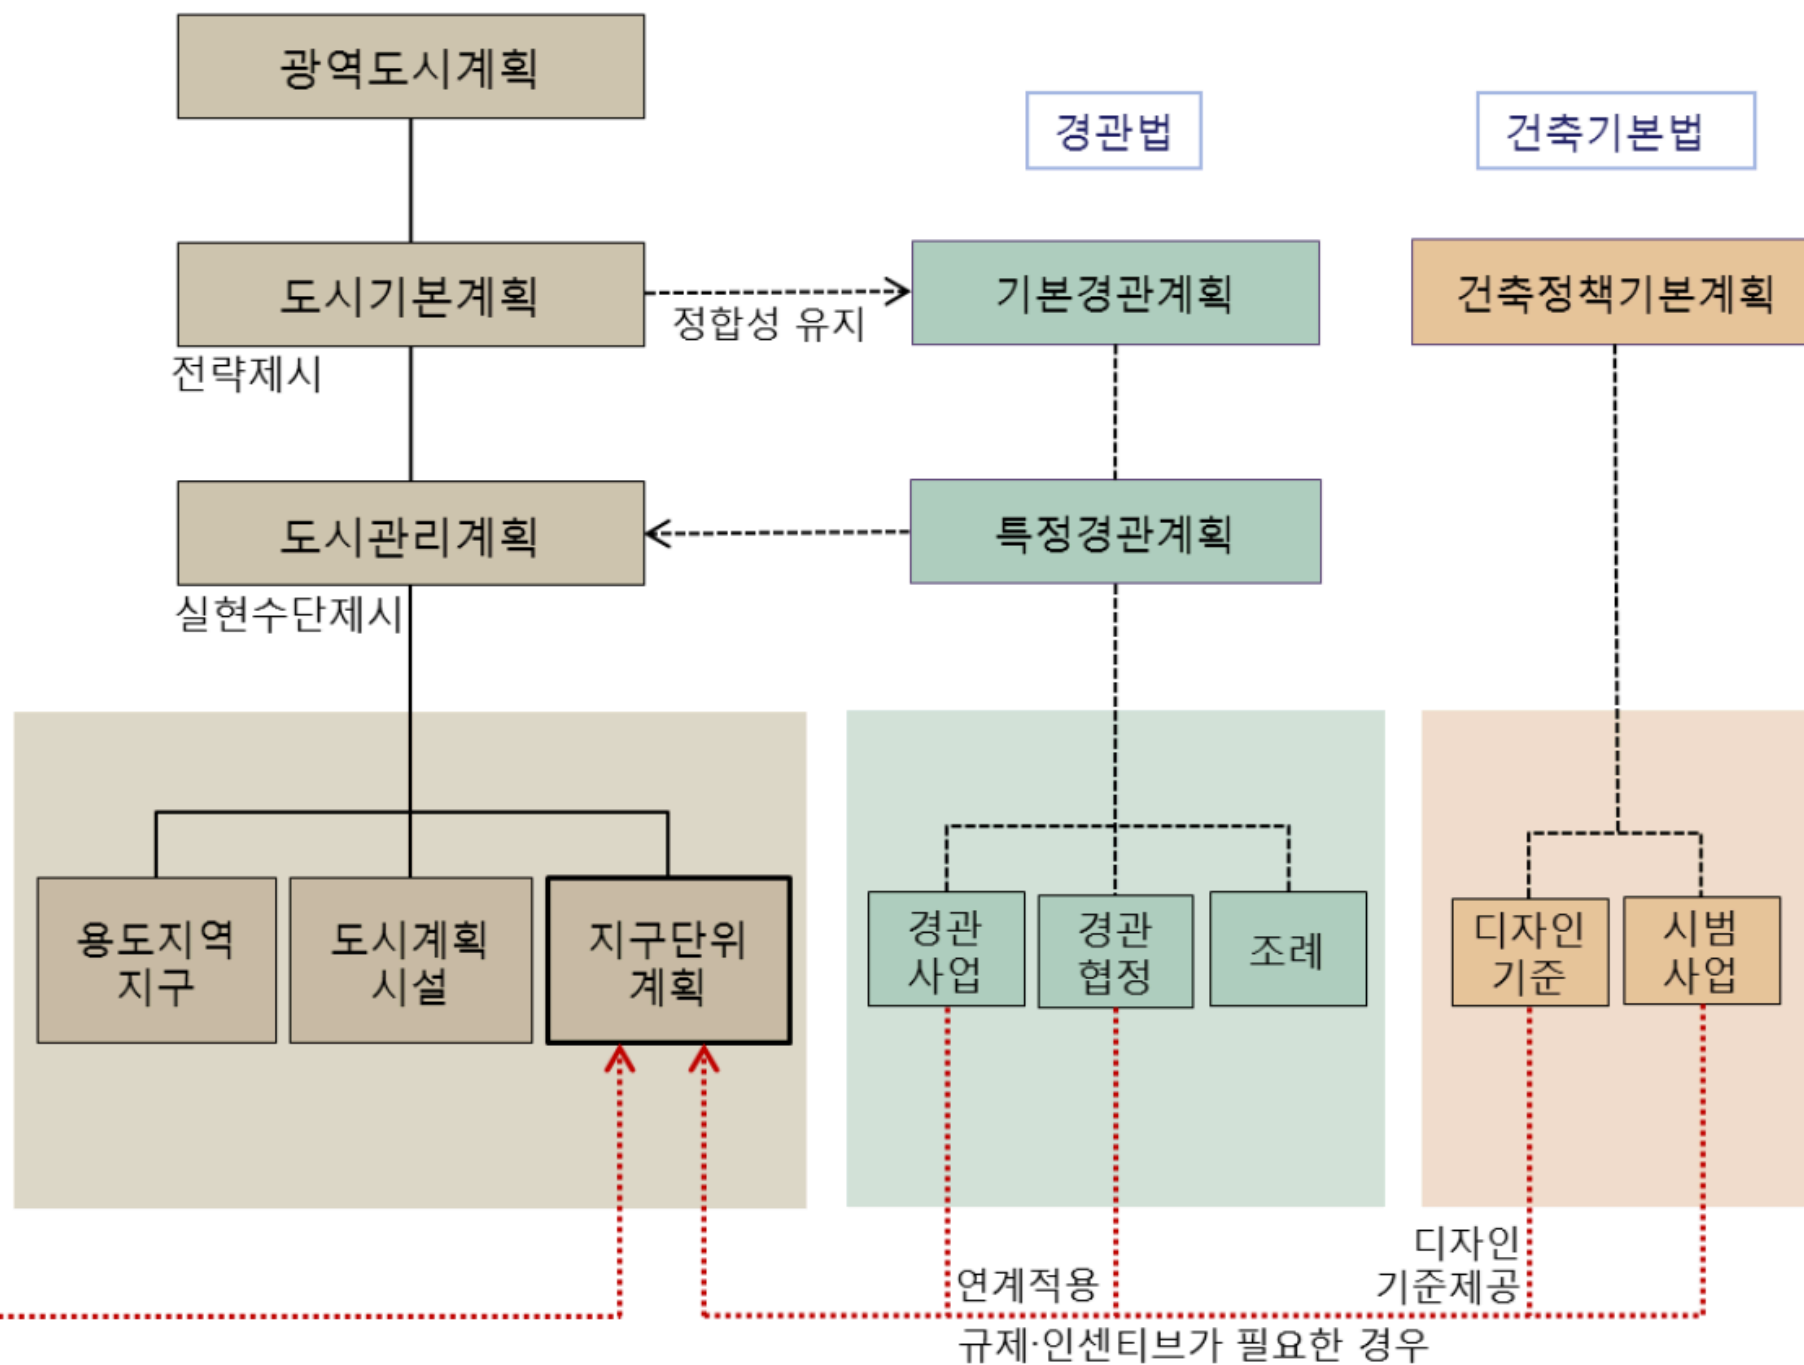 광역도시계획
경관법
건축기본법
도시기본계획
정합성 유지
기본경관계획
건축정책기본계획
전략제시
도시관리계획
특정경관계획
실현수단제시
용도지역
지구
도시계획
시설
지구단위
계획
경관
사업
경관
협정
조례
디자인
기준
시범
사업
연계적용
디자인
기준제공
규제·인센티브가 필요한 경우